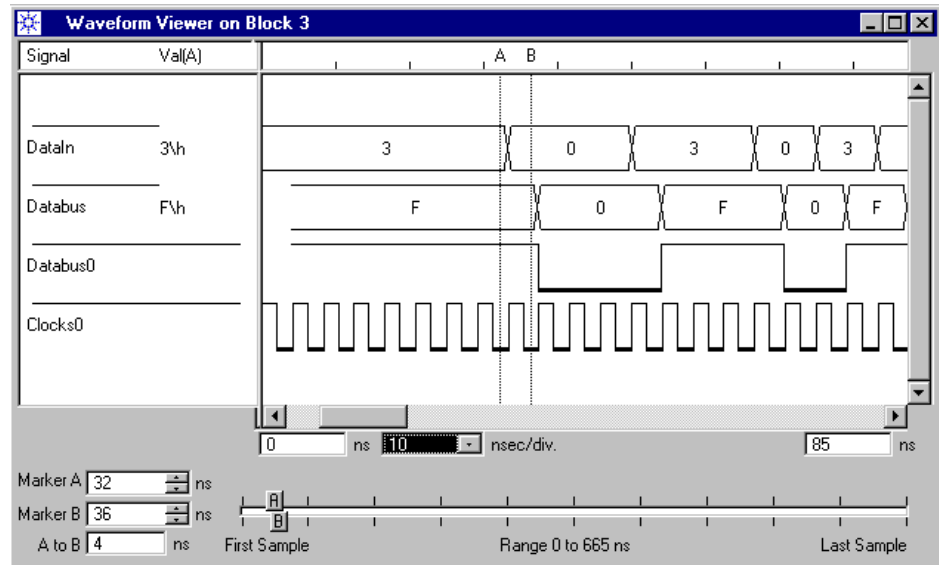 Waveform Viewer on Block 3
Signal Val(A) A B
DataIn 3\h 3 0 3 0 3
Databus F\h F 0 F 0 F
Databus0
Clocks0
0 ns 10 nsec/div. 85 ns
Marker A 32 ns
A
Marker B 36 ns
B
A to B 4 ns First Sample Range 0 to 665 ns Last Sample